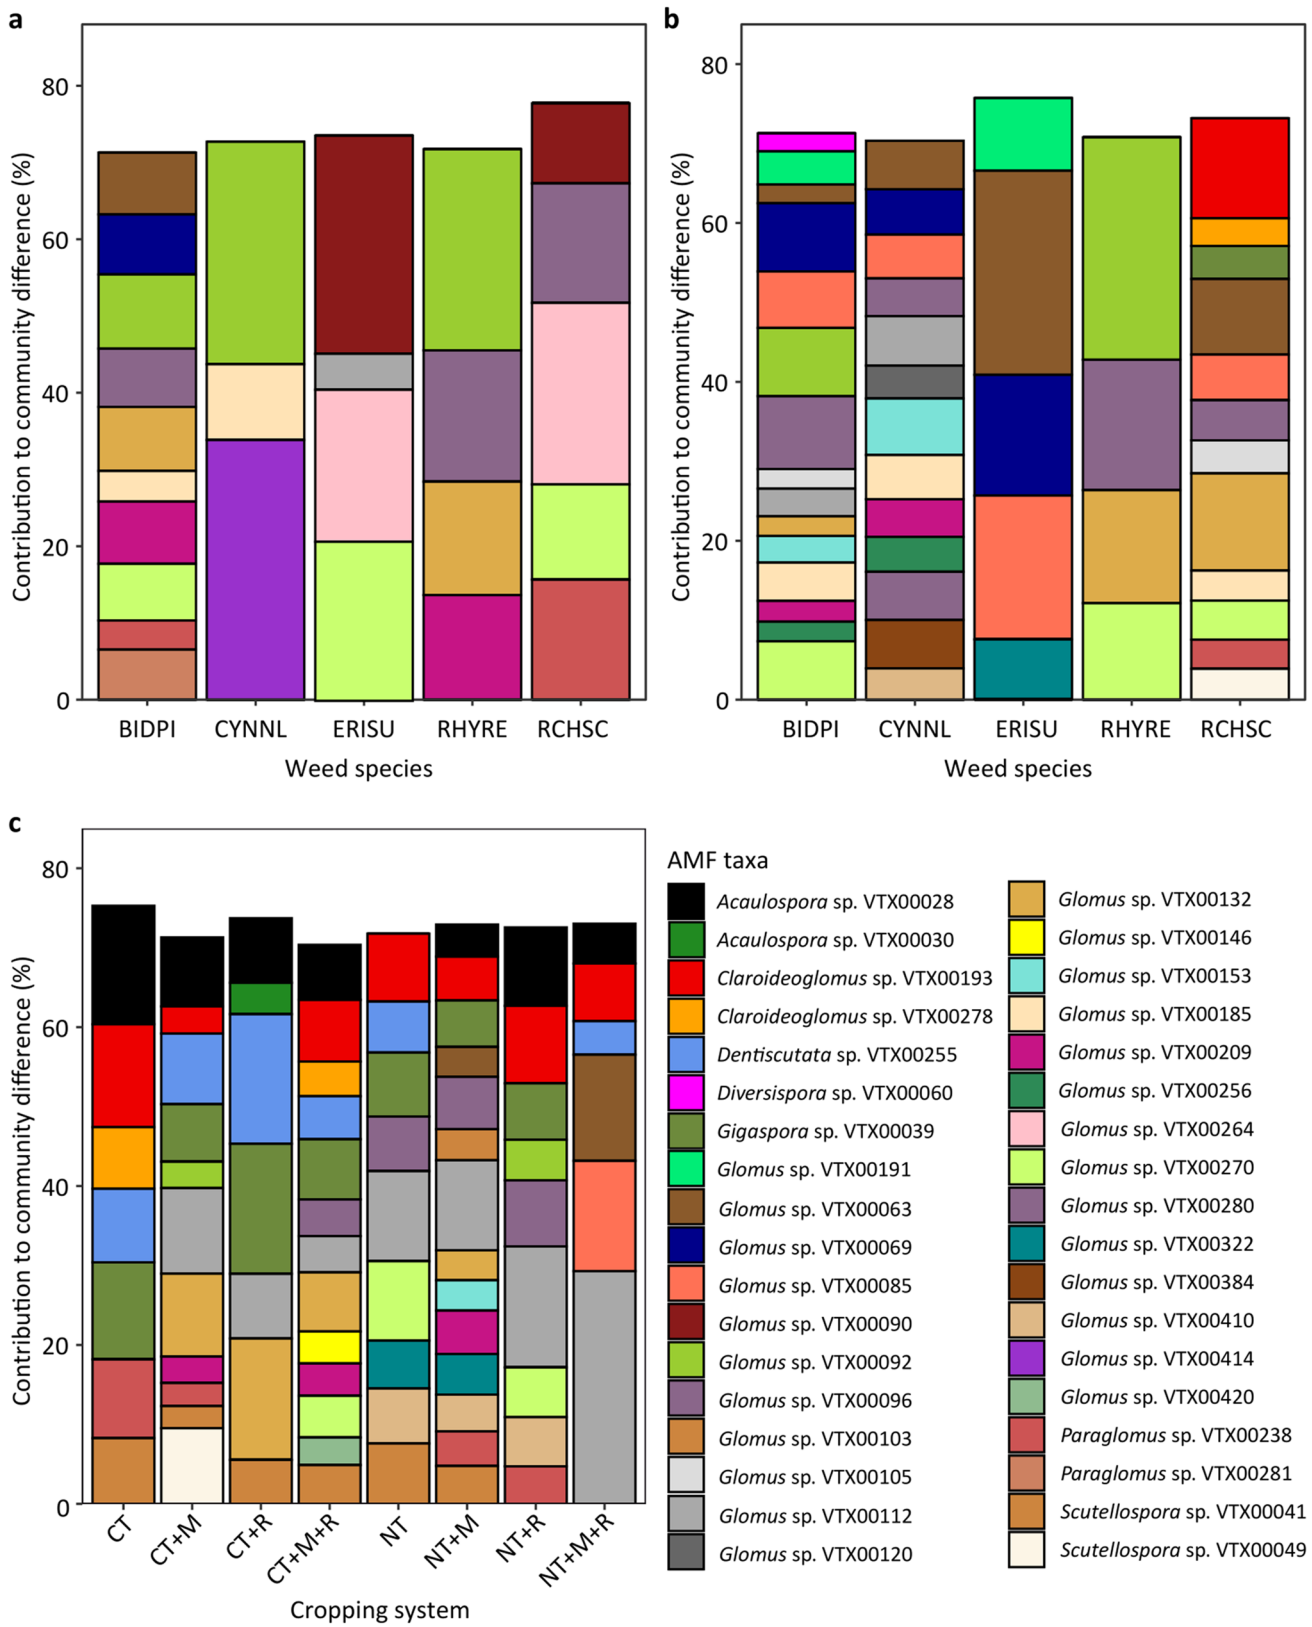 a
Contribution to community difference (%)
80
60
40
20
0
BIDPI CYNNL ERISU RHYRE RCHSC
Weed species
b
Contribution to community difference (%)
80
60
40
20
0
BIDPI CYNNL ERISU RHYRE RCHSC
Weed species
c
Contribution to community difference (%)
80
60
40
20
0
CT CT+M CT+R CT+M+R NT NT+M NT+R NT+M+R
Cropping system
AMF taxa
Acaulospora sp. VTX00028
Acaulospora sp. VTX00030
Claroideoglomus sp. VTX00193
Claroideoglomus sp. VTX00278
Dentiscutata sp. VTX00255
Diversispora sp. VTX00060
Gigaspora sp. VTX00039
Glomus sp. VTX00191
Glomus sp. VTX00063
Glomus sp. VTX00069
Glomus sp. VTX00085
Glomus sp. VTX00090
Glomus sp. VTX00092
Glomus sp. VTX00096
Glomus sp. VTX00103
Glomus sp. VTX00105
Glomus sp. VTX00112
Glomus sp. VTX00120
Glomus sp. VTX00132
Glomus sp. VTX00146
Glomus sp. VTX00153
Glomus sp. VTX00185
Glomus sp. VTX00209
Glomus sp. VTX00256
Glomus sp. VTX00264
Glomus sp. VTX00270
Glomus sp. VTX00280
Glomus sp. VTX00322
Glomus sp. VTX00384
Glomus sp. VTX00410
Glomus sp. VTX00414
Glomus sp. VTX00420
Paraglomus sp. VTX00238
Paraglomus sp. VTX00281
Scutellospora sp. VTX00041
Scutellospora sp. VTX00049